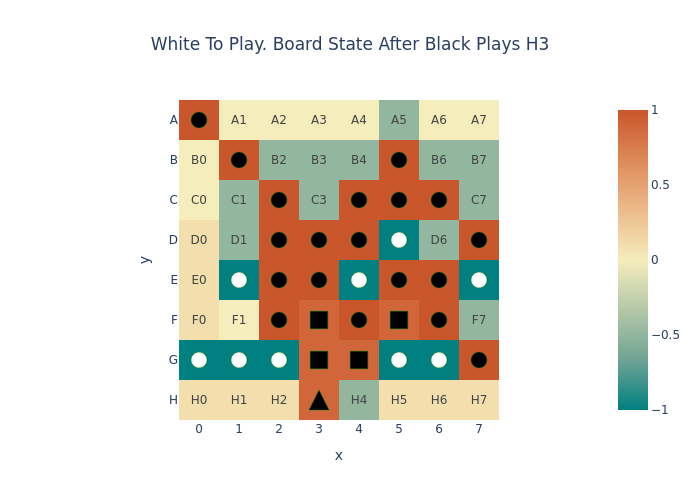 White To Play. Board State After Black Plays H3
A A1 A2 A3 A4 A5 A6 A7
B B0 B2 B3 B4 B6 B7
C C0 C1 C3 C7
D D0 D1 D6
E E0
F F0 F1 F7
G
H H0 H1 H2 H4 H5 H6 H7
0 1 2 3 4 5 6 7
x
y
1
0.5
0
−0.5
−1